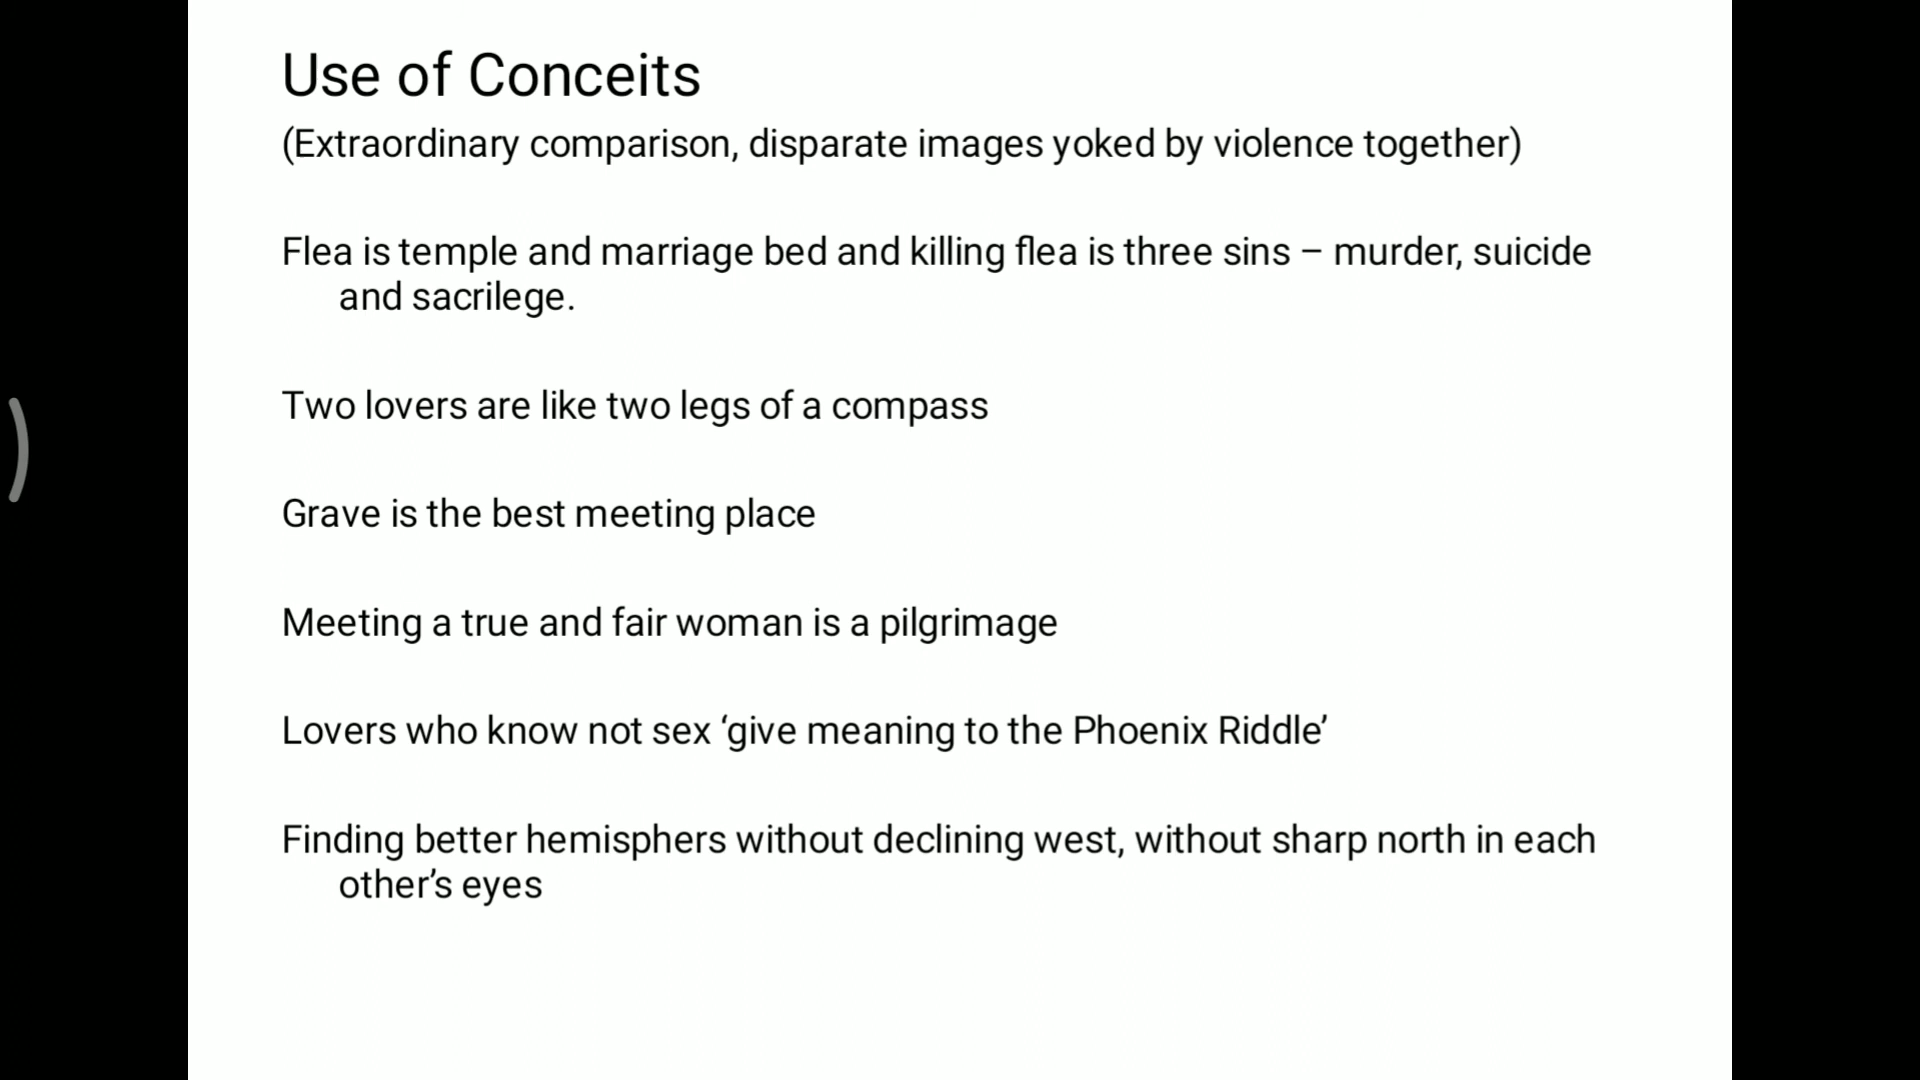 Use of Conceits
(Extraordinary comparison, disparate images yoked by violence together)
Flea is temple and marriage bed and killing flea is three sins – murder, suicide
and sacrilege.
Two lovers are like two legs of a compass
Grave is the best meeting place
Meeting a true and fair woman is a pilgrimage
Lovers who know not sex ‘give meaning to the Phoenix Riddle’
Finding better hemisphers without declining west, without sharp north in each
other’s eyes